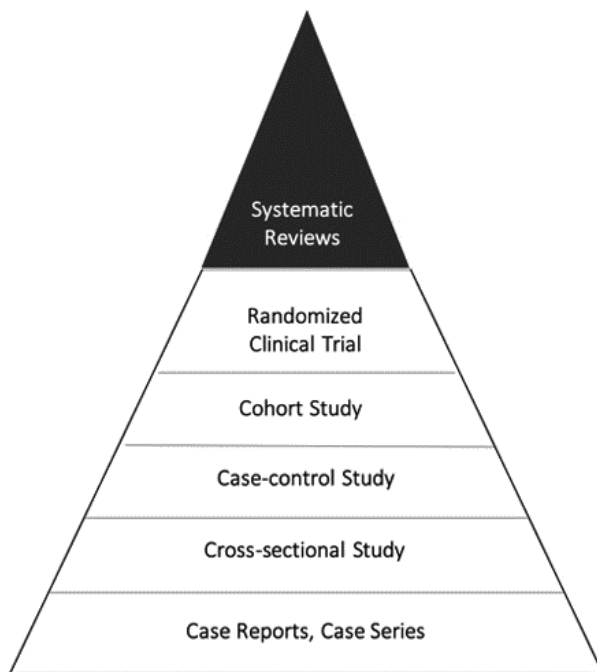 Systematic
Reviews
Randomized
Clinical Trial
Cohort Study
Case-control Study
Cross-sectional Study
Case Reports, Case Series